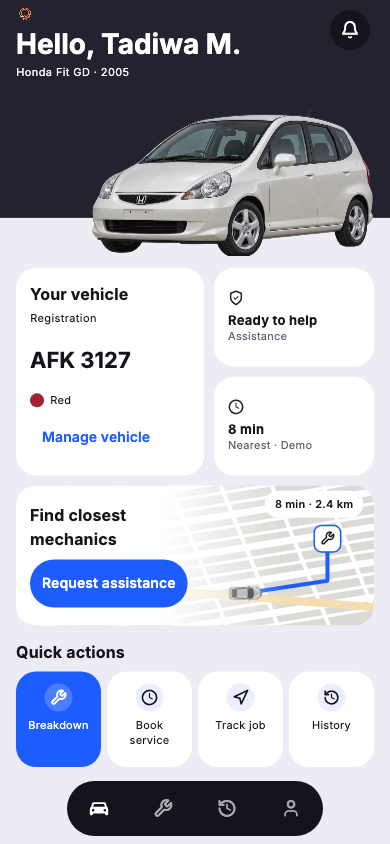 Hello, Tadiwa M.
Honda Fit GD · 2005
Your vehicle
Registration
AFK 3127
Red
Manage vehicle
Ready to help
Assistance
8 min
Nearest · Demo
Find closest
mechanics
8 min · 2.4 km
Request assistance
Quick actions
Breakdown
Book
service
Track job
History